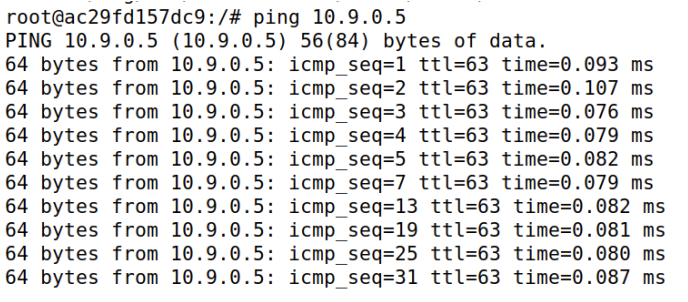 root@ac29fd157dc9:/# ping 10.9.0.5
PING 10.9.0.5 (10.9.0.5) 56(84) bytes of data.
64 bytes from 10.9.0.5: icmp_seq=1 ttl=63 time=0.093 ms
64 bytes from 10.9.0.5: icmp_seq=2 ttl=63 time=0.107 ms
64 bytes from 10.9.0.5: icmp_seq=3 ttl=63 time=0.076 ms
64 bytes from 10.9.0.5: icmp_seq=4 ttl=63 time=0.079 ms
64 bytes from 10.9.0.5: icmp_seq=5 ttl=63 time=0.082 ms
64 bytes from 10.9.0.5: icmp_seq=7 ttl=63 time=0.079 ms
64 bytes from 10.9.0.5: icmp_seq=13 ttl=63 time=0.082 ms
64 bytes from 10.9.0.5: icmp_seq=19 ttl=63 time=0.081 ms
64 bytes from 10.9.0.5: icmp_seq=25 ttl=63 time=0.080 ms
64 bytes from 10.9.0.5: icmp_seq=31 ttl=63 time=0.087 ms